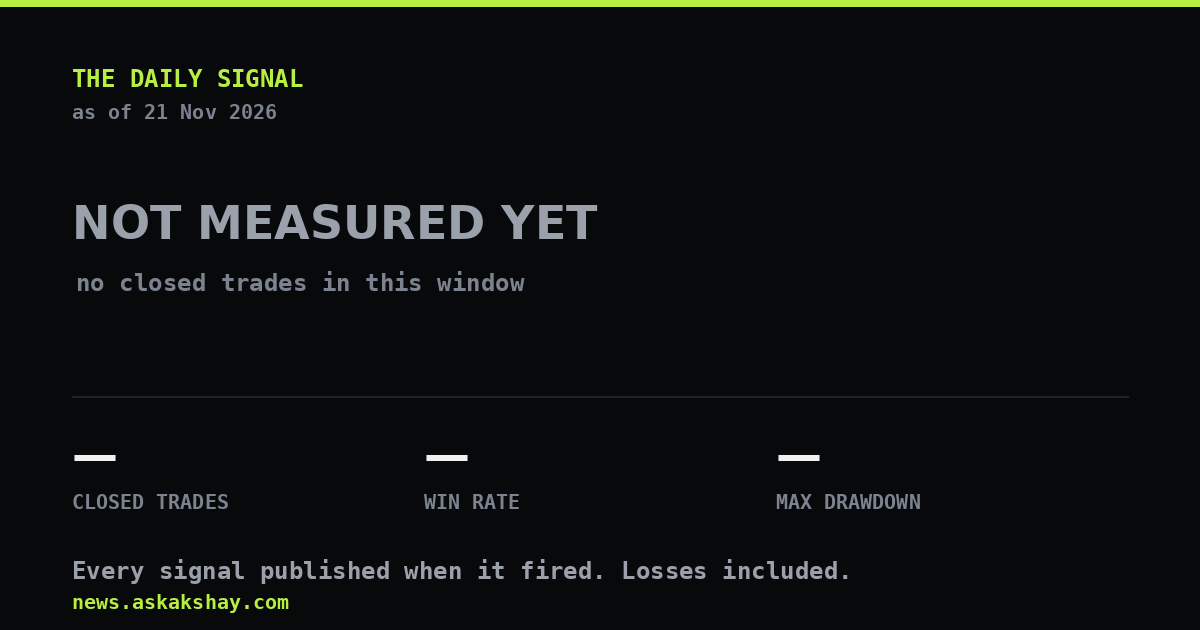 THE DAILY SIGNAL
as of 21 Nov 2026
NOT MEASURED YET
no closed trades in this window
— — —
CLOSED TRADES WIN RATE MAX DRAWDOWN
Every signal published when it fired. Losses included.
news.askakshay.com